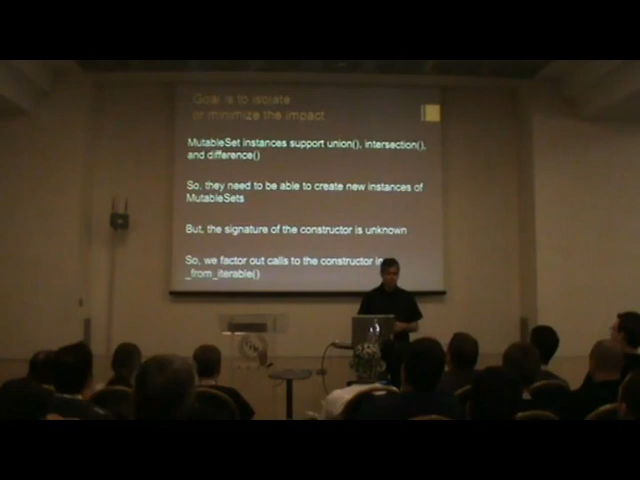 Goal is to isolate
or minimize the impact
MutableSet instances support union(), intersection(),
and difference()
So, they need to be able to create new instances of
MutableSets
But, the signature of the constructor is unknown
So, we factor out calls to the constructor in
_from_iterable()